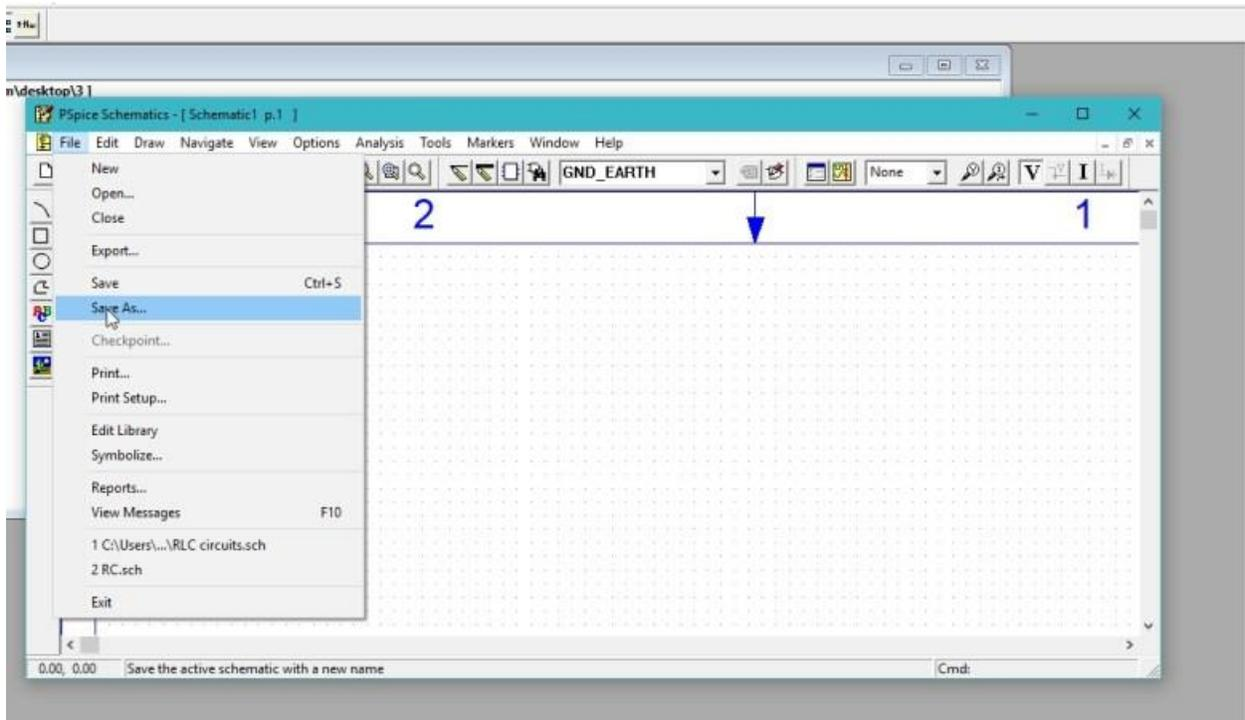 m\desktop\3 ]
PSpice Schematics - [ Schematic1 p.1 ]
File Edit Draw Navigate View Options Analysis Tools Markers Window Help
GND_EARTH None V I
New
Open...
Close
Export...
Save Ctrl+S
Save As...
Checkpoint...
Print...
Print Setup...
Edit Library
Symbolize...
Reports...
View Messages F10
1 C:\Users\...\RLC circuits.sch
2 RC.sch
Exit
2 1
0.00, 0.00 Save the active schematic with a new name Cmd: